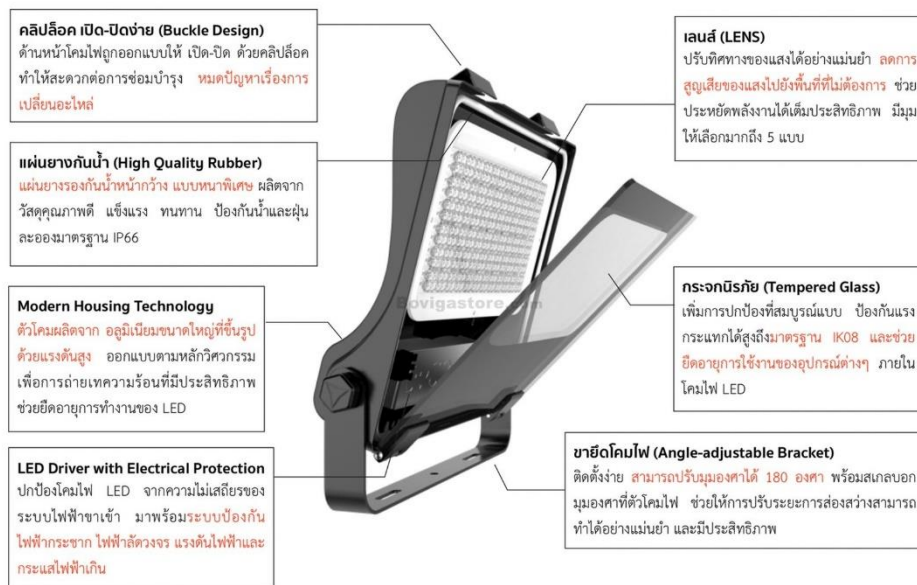 คลิปล็อค เปิด-ปิดง่าย (Buckle Design)
ด้านหน้าโคมไฟถูกออกแบบให้ เปิด-ปิด ด้วยคลิปล็อค
ทำให้สะดวกต่อการซ่อมบำรุง หมดปัญหาเรื่องการ
เปลี่ยนอะไหล่
แผ่นยางกันน้ำ (High Quality Rubber)
แผ่นยางรองกันน้ำหน้ากว้าง แบบหนาพิเศษ ผลิตจาก
วัสดุคุณภาพดี แข็งแรง ทนทาน ป้องกันน้ำและฝุ่น
ละอองมาตรฐาน IP66
Modern Housing Technology
ตัวโคมผลิตจาก อลูมิเนียมขนาดใหญ่ที่ขึ้นรูป
ด้วยแรงดันสูง ออกแบบตามหลักวิศวกรรม
เพื่อการถ่ายเทความร้อนที่มีประสิทธิภาพ
ช่วยยืดอายุการทำงานของ LED
LED Driver with Electrical Protection
ปกป้องโคมไฟ LED จากความไม่เสถียรของ
ระบบไฟฟ้าขาเข้า มาพร้อมระบบป้องกัน
ไฟฟ้ากระชาก ไฟฟ้าลัดวงจร แรงดันไฟฟ้าและ
กระแสไฟฟ้าเกิน
เลนส์ (LENS)
ปรับทิศทางของแสงได้อย่างแม่นยำ ลดการ
สูญเสียของแสงไปยังพื้นที่ที่ไม่ต้องการ ช่วย
ประหยัดพลังงานได้เต็มประสิทธิภาพ มีมุม
ให้เลือกมากถึง 5 แบบ
กระจกนิรภัย (Tempered Glass)
เพิ่มการปกป้องที่สมบูรณ์แบบ ป้องกันแรง
กระแทกได้สูงถึงมาตรฐาน IK08 และช่วย
ยืดอายุการใช้งานของอุปกรณ์ต่างๆ ภายใน
โคมไฟ LED
ขายึดโคมไฟ (Angle-adjustable Bracket)
ติดตั้งง่าย สามารถปรับมุมองศาได้ 180 องศา พร้อมสเกลบอก
มุมองศาที่ตัวโคมไฟ ช่วยให้การปรับระยะการส่องสว่างสามารถ
ทำได้อย่างแม่นยำ และมีประสิทธิภาพ
Bovigastore.com